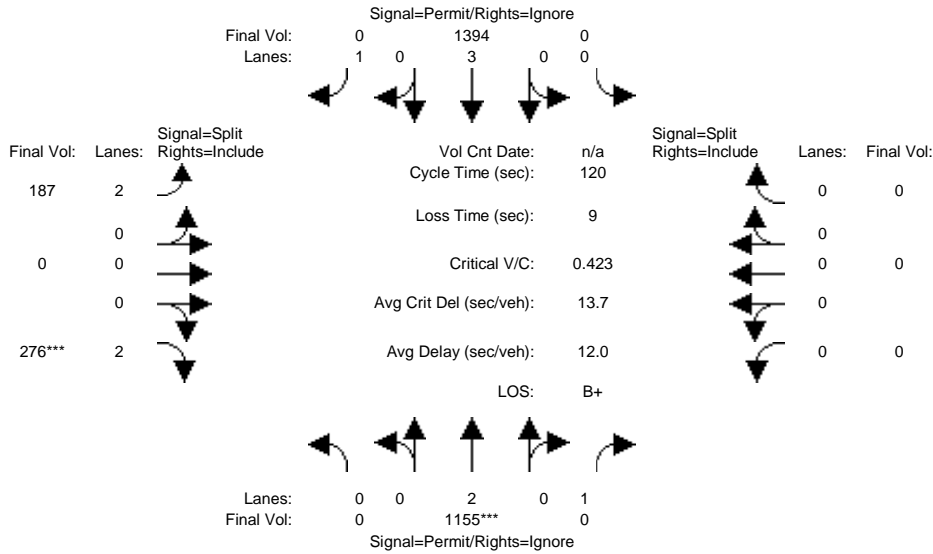 Signal=Permit/Rights=Ignore
Final Vol: 0 1394 0
Lanes: 1 0 3 0 0
Signal=Split
Final Vol: Lanes: Rights=Include
Vol Cnt Date: n/a
Signal=Split
Rights=Include Lanes: Final Vol:
Cycle Time (sec): 120
187 2 0 0
Loss Time (sec): 9
0 0
0 0 Critical V/C: 0.423 0 0
0 Avg Crit Del (sec/veh): 13.7 0
276*** 2 Avg Delay (sec/veh): 12.0 0 0
LOS: B+
Lanes: 0 0 2 0 1
Final Vol: 0 1155*** 0
Signal=Permit/Rights=Ignore